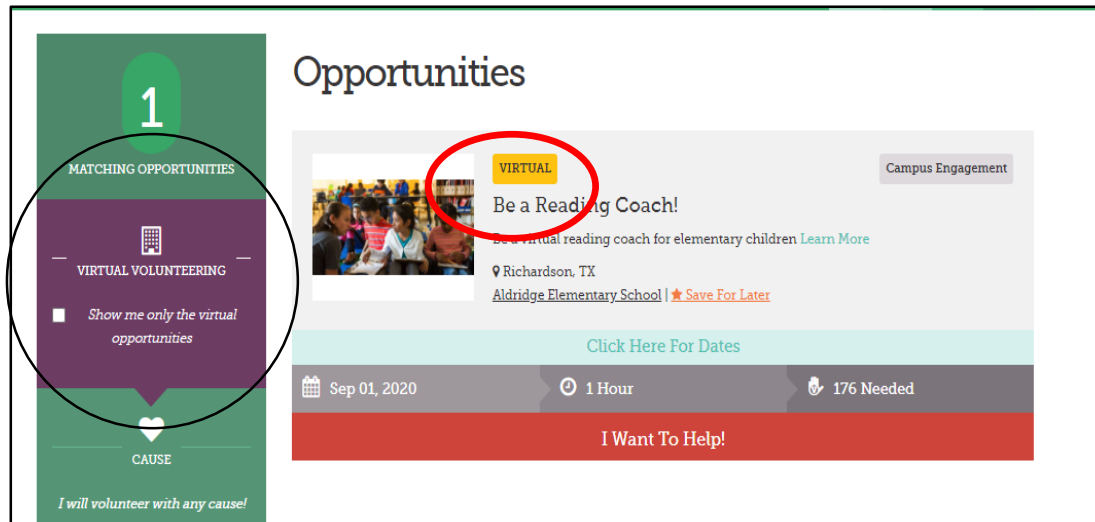 1
MATCHING OPPORTUNITIES
VIRTUAL VOLUNTEERING
Show me only the virtual
opportunities
CAUSE
I will volunteer with any cause!
Opportunities
VIRTUAL
Campus Engagement
Be a Reading Coach!
Be a virtual reading coach for elementary children Learn More
Richardson, TX
Aldridge Elementary School | ★ Save For Later
Click Here For Dates
Sep 01, 2020
1 Hour
176 Needed
I Want To Help!